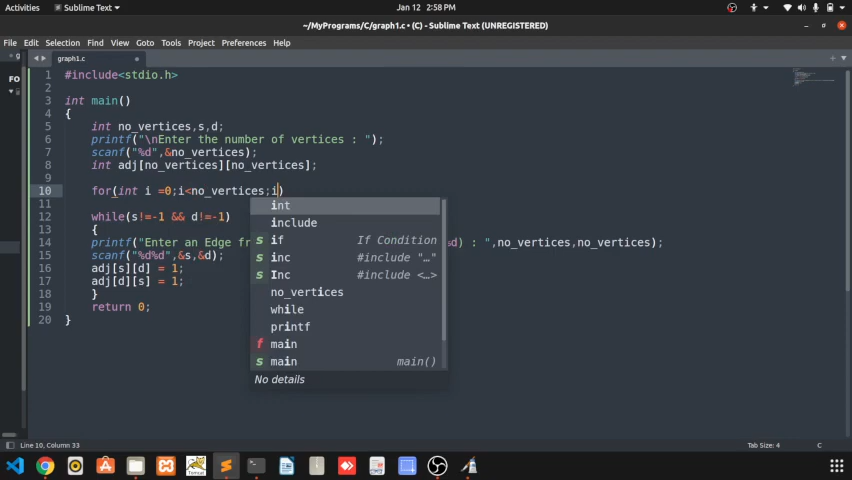 Activities Sublime Text Jan 12 2:58 PM
~/MyPrograms/C/graph1.c • (C) - Sublime Text (UNREGISTERED)
File Edit Selection Find View Goto Tools Project Preferences Help
graph1.c
FO
1 #include<stdio.h>
2
3 int main()
4 {
5 int no_vertices,s,d;
6 printf("\nEnter the number of vertices : ");
7 scanf("%d",&no_vertices);
8 int adj[no_vertices][no_vertices];
9
10 for(int i =0;i<no_vertices;i)
11
12 while(s!=-1 && d!=-1)
13 {
14 printf("Enter an Edge fr %d) : ",no_vertices,no_vertices);
15 scanf("%d%d",&s,&d);
16 adj[s][d] = 1;
17 adj[d][s] = 1;
18 }
19 return 0;
20 }
int
include
s if If Condition
s inc #include "…"
s Inc #include <…>
no_vertices
while
printf
f main
s main main()
No details
Line 10, Column 33 Tab Size: 4 C